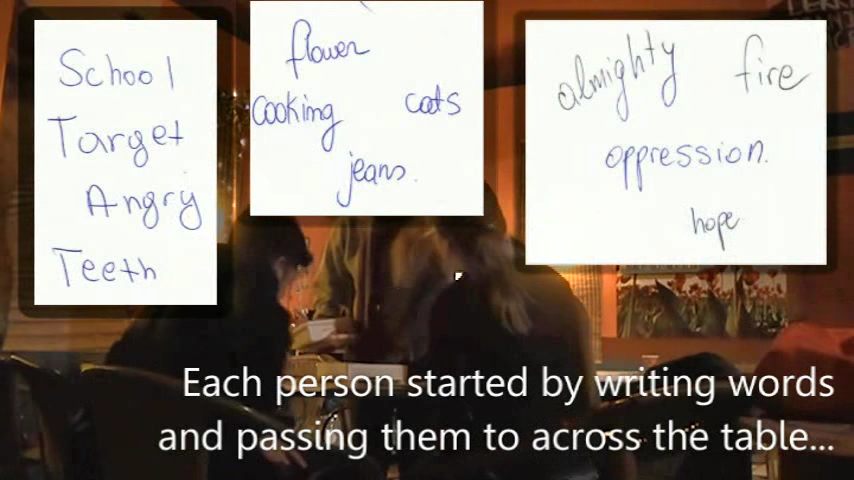 School
Target
Angry
Teeth
flower
cooking cats
jeans.
almighty fire
oppression.
hope
Each person started by writing words
and passing them to across the table...